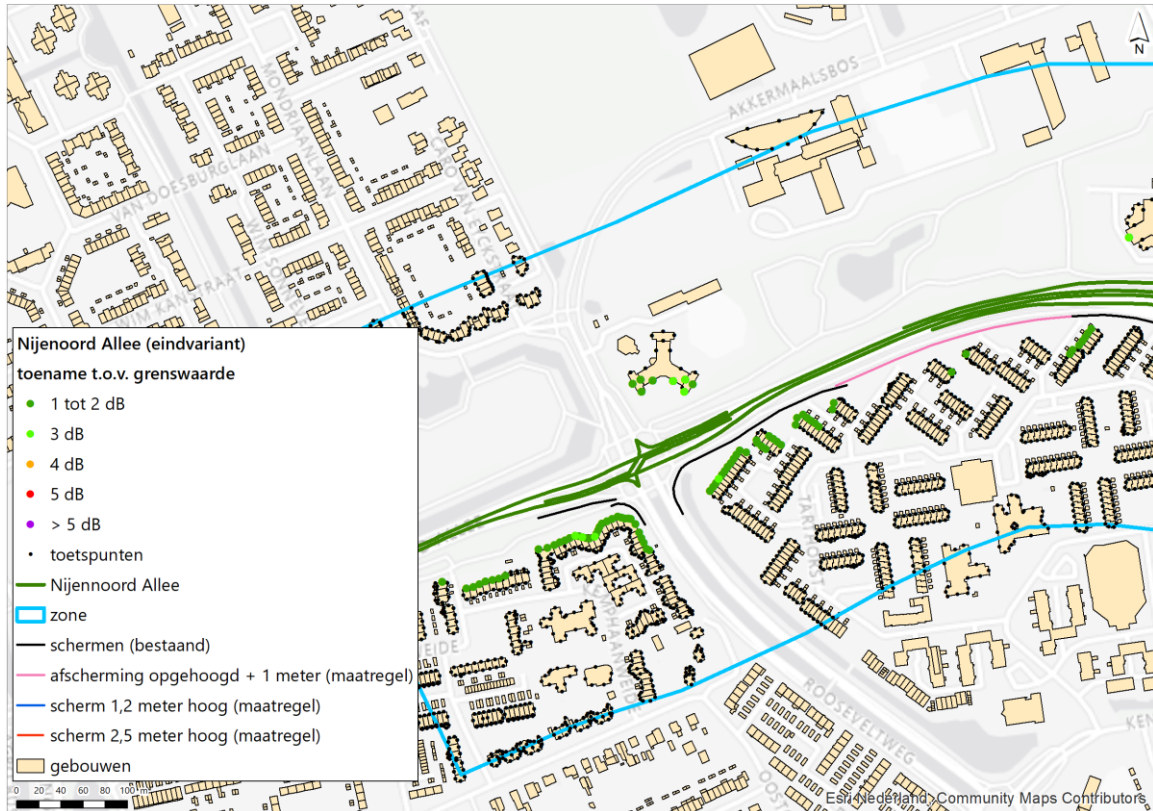 AKKERMAALSBOS
N
MONDRIAANLAAN
VAN DOESBURGLAAN
WIM KANSTRAAT
Nijenoord Allee (eindvariant)
toename t.o.v. grenswaarde
1 tot 2 dB
3 dB
4 dB
5 dB
> 5 dB
toetspunten
Nijennoord Allee
zone
schermen (bestaand)
afscherming opgehoogd + 1 meter (maatregel)
scherm 1,2 meter hoog (maatregel)
scherm 2,5 meter hoog (maatregel)
gebouwen
0 20 40 60 80 100 m
ROOSEVELTWEG
Esri Nederland, Community Maps Contributors